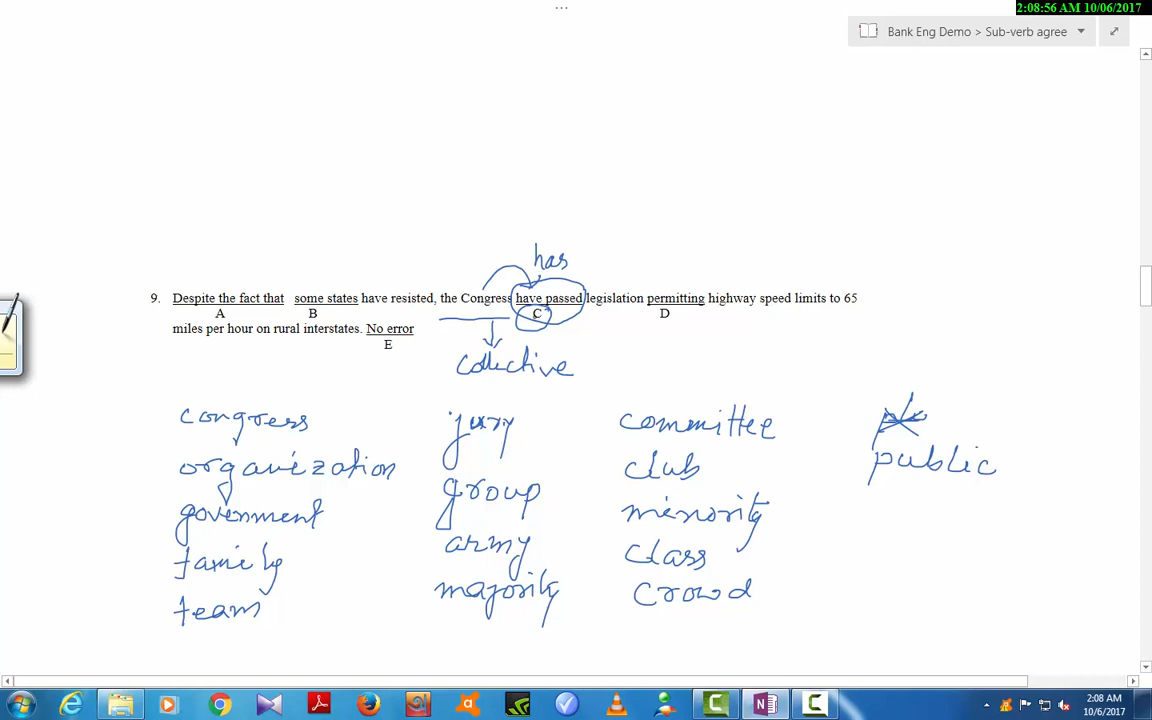 2:08:56 AM 10/06/2017
Bank Eng Demo > Sub-verb agree
has
9. Despite the fact that some states have resisted, the Congress have passed legislation permitting highway speed limits to 65
A B C D
miles per hour on rural interstates. No error
E
collective
congress jury committee
organization group club public
government army minority
family majority class
team crowd
2:08 AM
10/6/2017